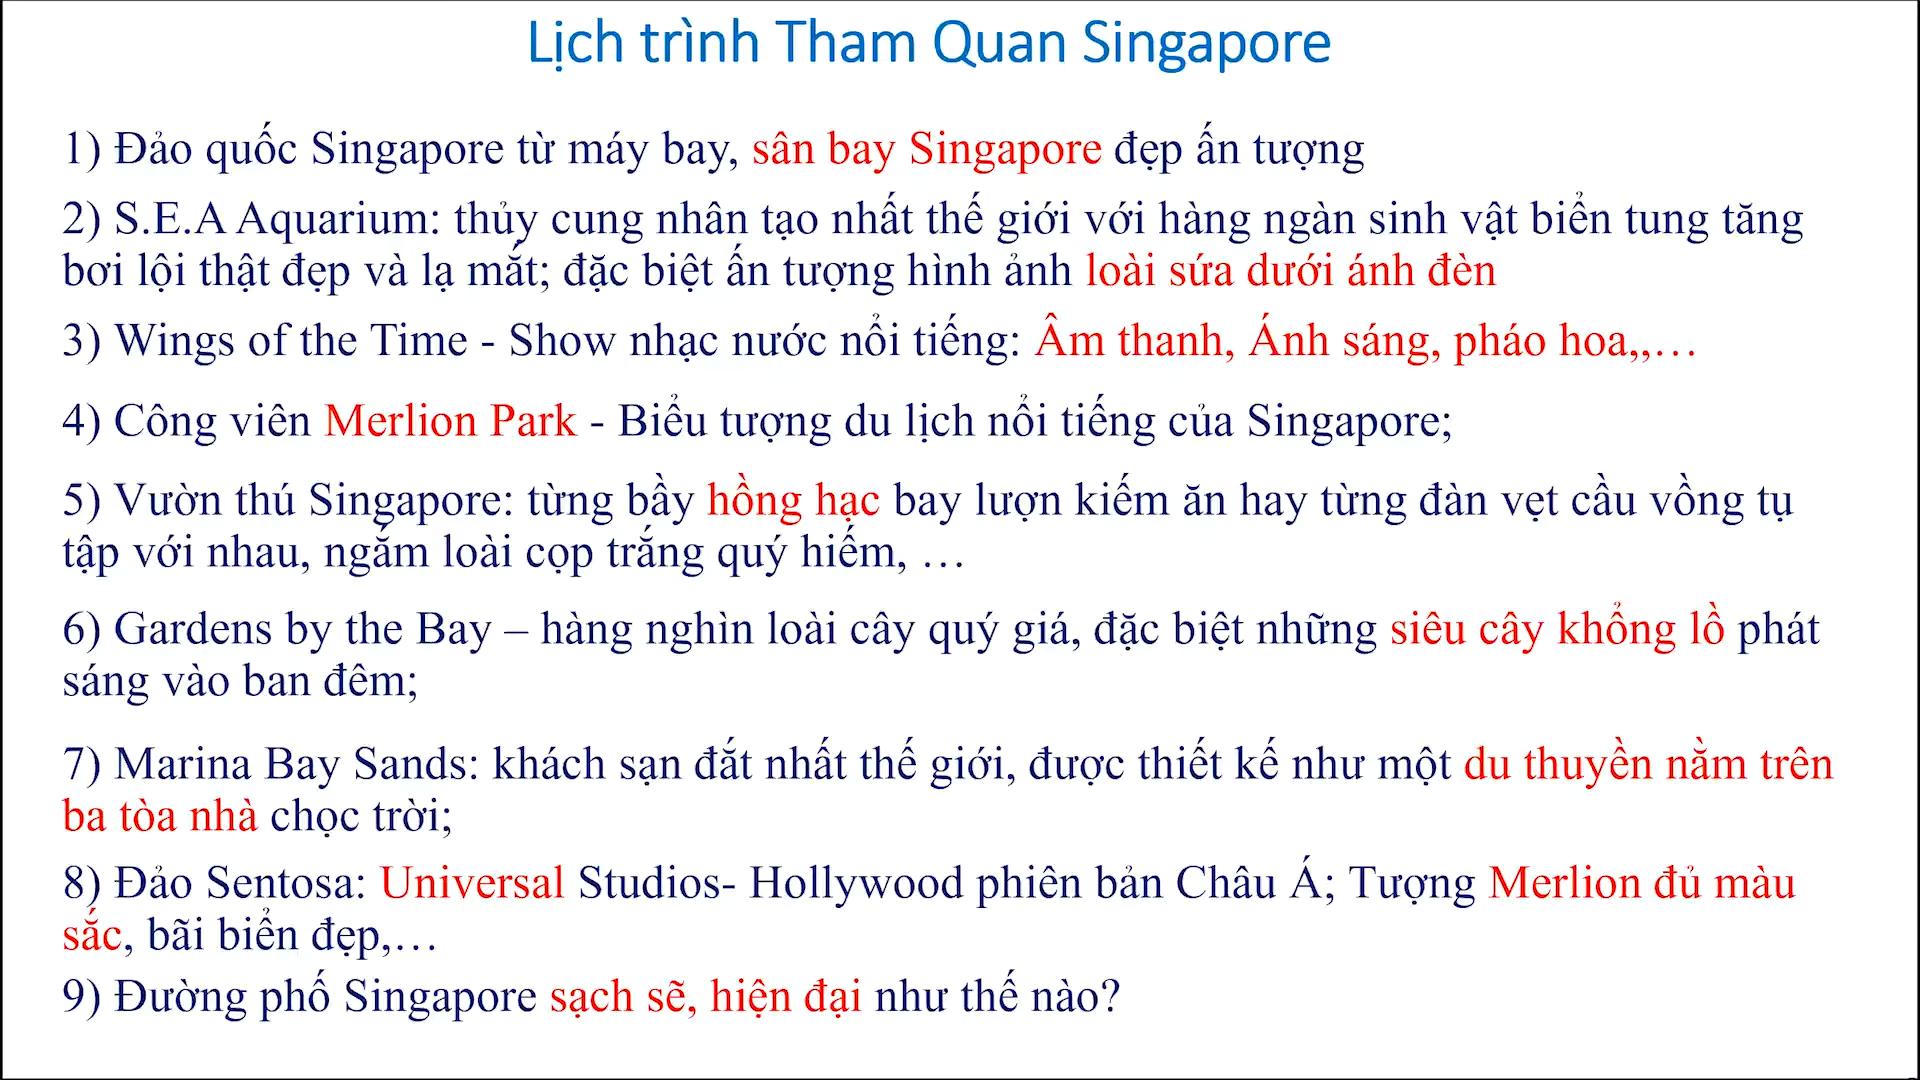 Lịch trình Tham Quan Singapore
1) Đảo quốc Singapore từ máy bay, sân bay Singapore đẹp ấn tượng
2) S.E.A Aquarium: thủy cung nhân tạo nhất thế giới với hàng ngàn sinh vật biển tung tăng
bơi lội thật đẹp và lạ mắt; đặc biệt ấn tượng hình ảnh loài sứa dưới ánh đèn
3) Wings of the Time - Show nhạc nước nổi tiếng: Âm thanh, Ánh sáng, pháo hoa,,…
4) Công viên Merlion Park - Biểu tượng du lịch nổi tiếng của Singapore;
5) Vườn thú Singapore: từng bầy hồng hạc bay lượn kiếm ăn hay từng đàn vẹt cầu vồng tụ
tập với nhau, ngắm loài cọp trắng quý hiếm, …
6) Gardens by the Bay – hàng nghìn loài cây quý giá, đặc biệt những siêu cây khổng lồ phát
sáng vào ban đêm;
7) Marina Bay Sands: khách sạn đắt nhất thế giới, được thiết kế như một du thuyền nằm trên
ba tòa nhà chọc trời;
8) Đảo Sentosa: Universal Studios- Hollywood phiên bản Châu Á; Tượng Merlion đủ màu
sắc, bãi biển đẹp,…
9) Đường phố Singapore sạch sẽ, hiện đại như thế nào?